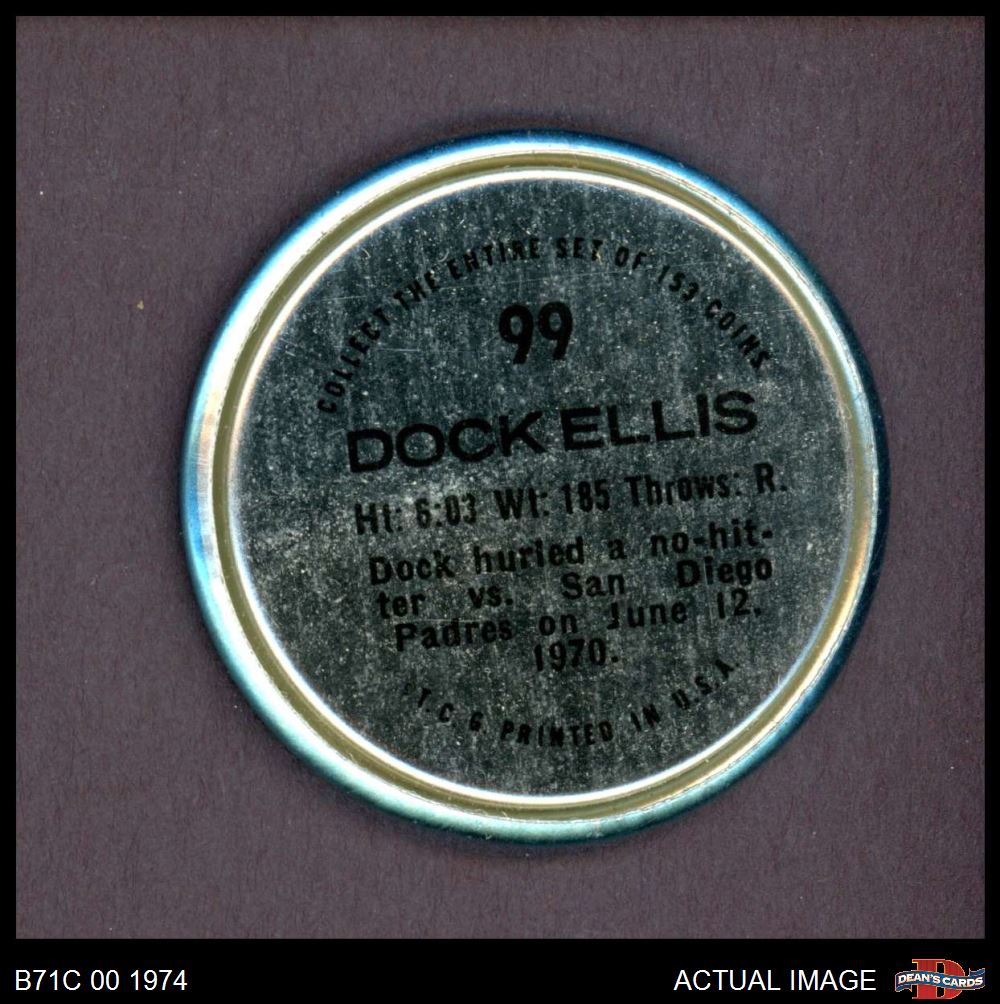 COLLECT THE ENTIRE SET OF 153 COINS
99
DOCK ELLIS
Ht: 6:03 Wt: 185 Throws: R.
Dock hurled a no-hit-
ter vs. San Diego
Padres on June 12,
1970.
T.C.G PRINTED IN U.S.A.
B71C 00 1974
ACTUAL IMAGE
D
DEAN'S CARDS